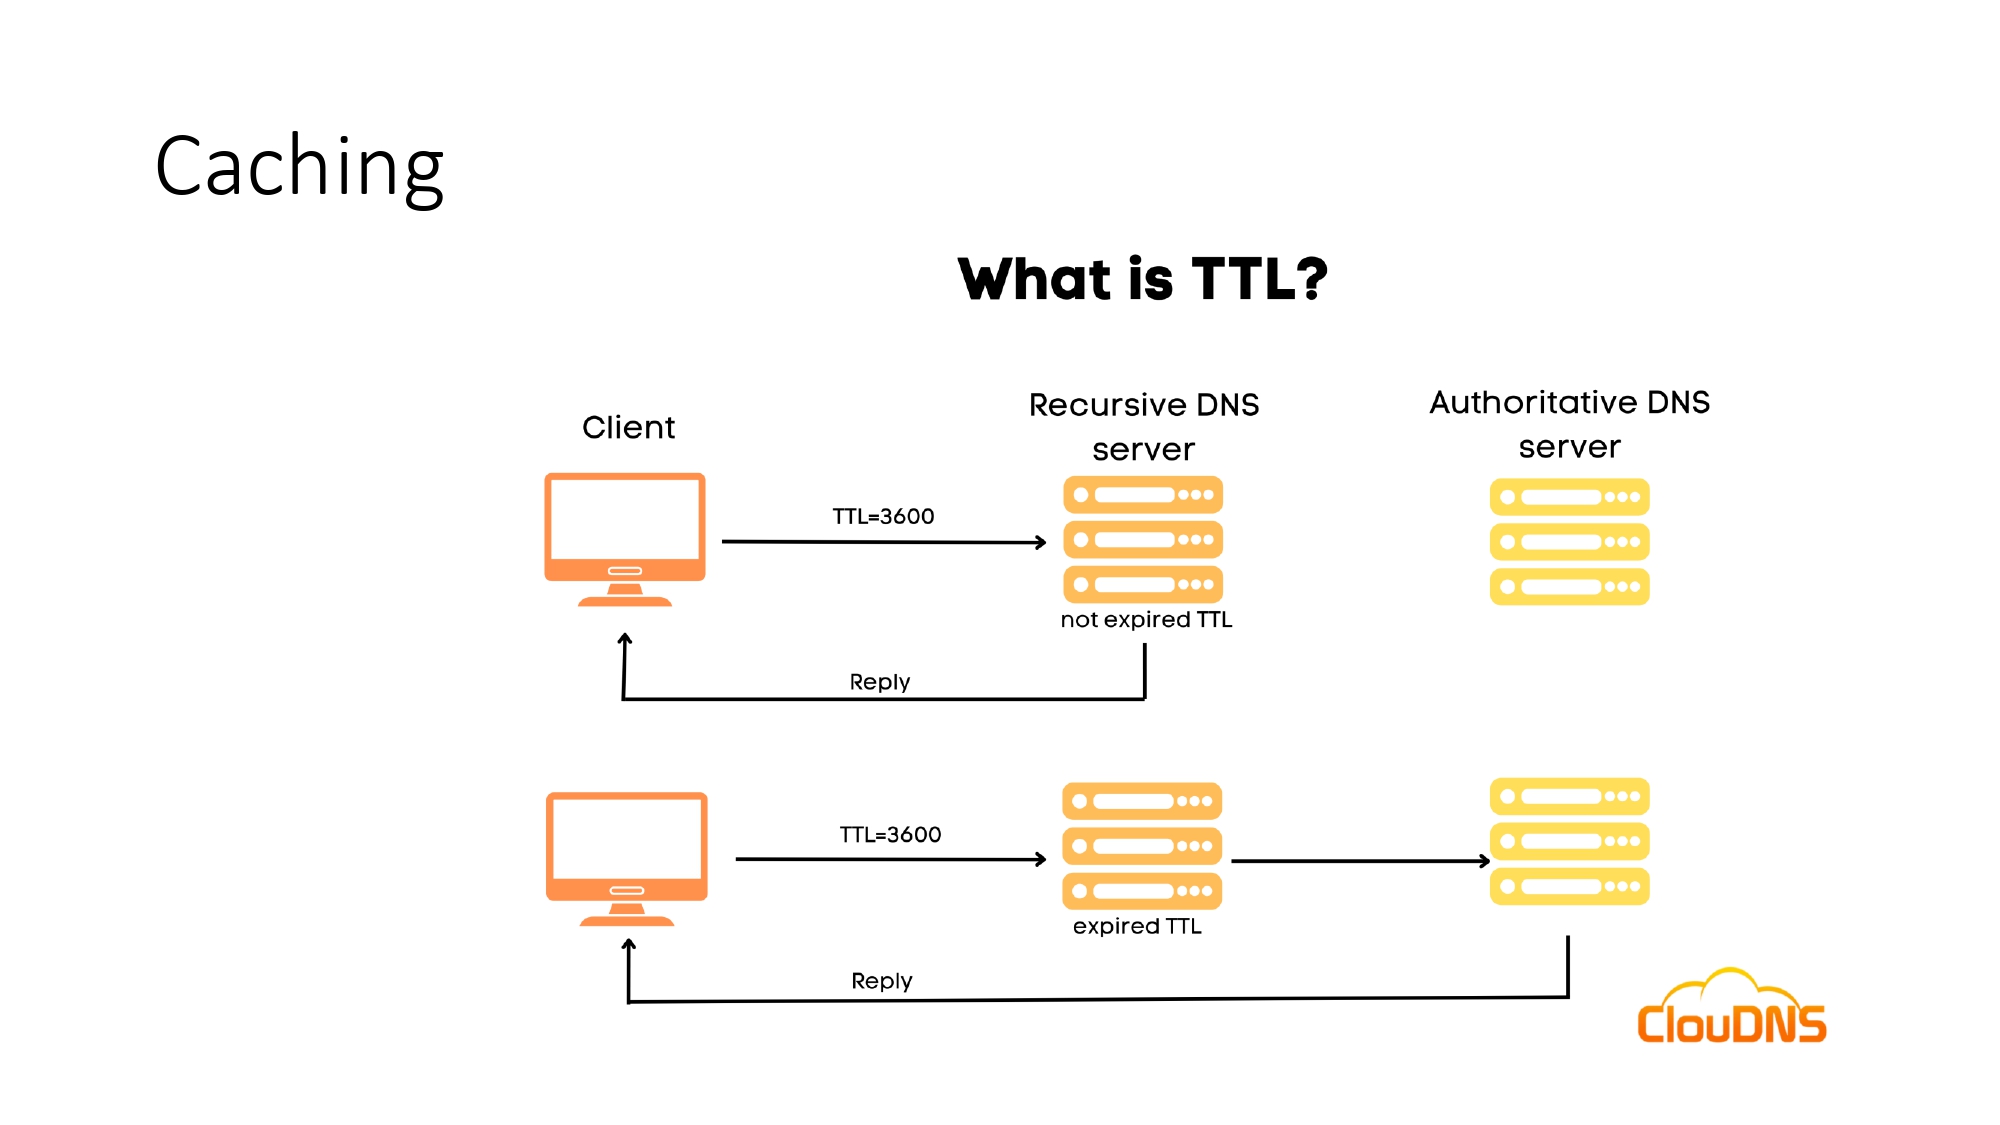 Caching
What is TTL?
Client
Recursive DNS
server
Authoritative DNS
server
TTL=3600
not expired TTL
Reply
TTL=3600
expired TTL
Reply
ClouDNS